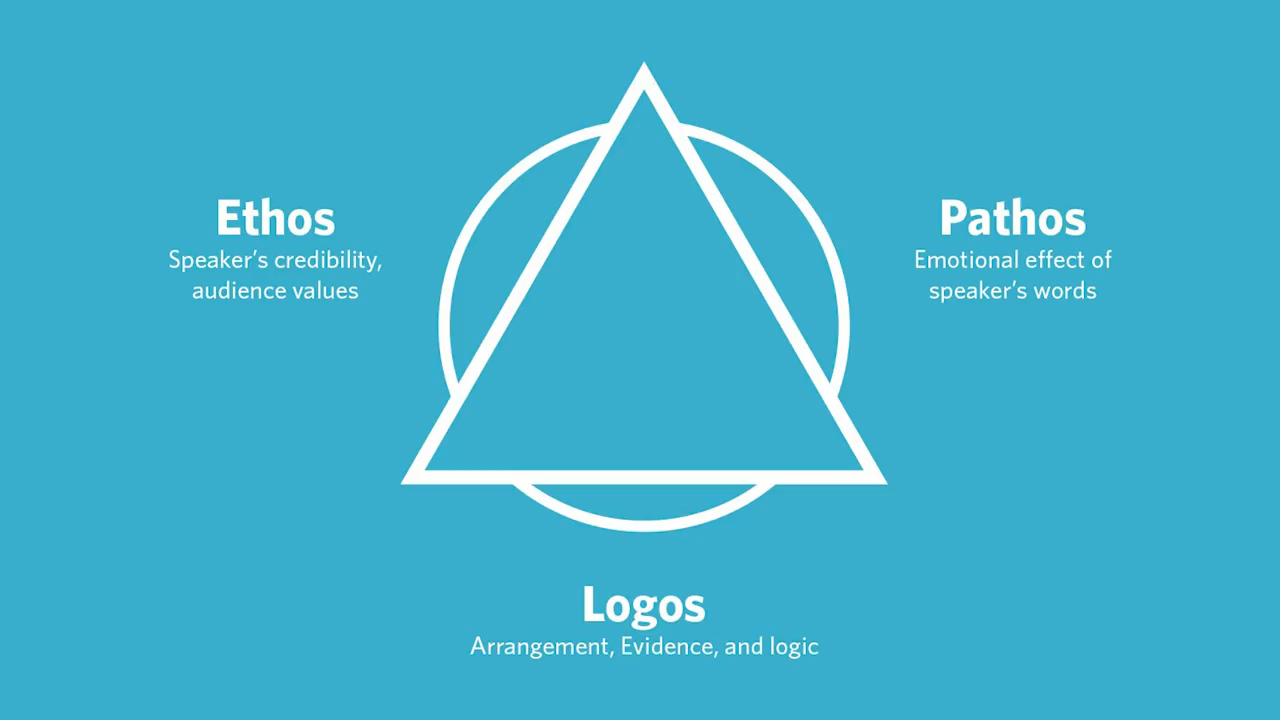 Ethos
Speaker’s credibility,
audience values
Pathos
Emotional effect of
speaker’s words
Logos
Arrangement, Evidence, and logic